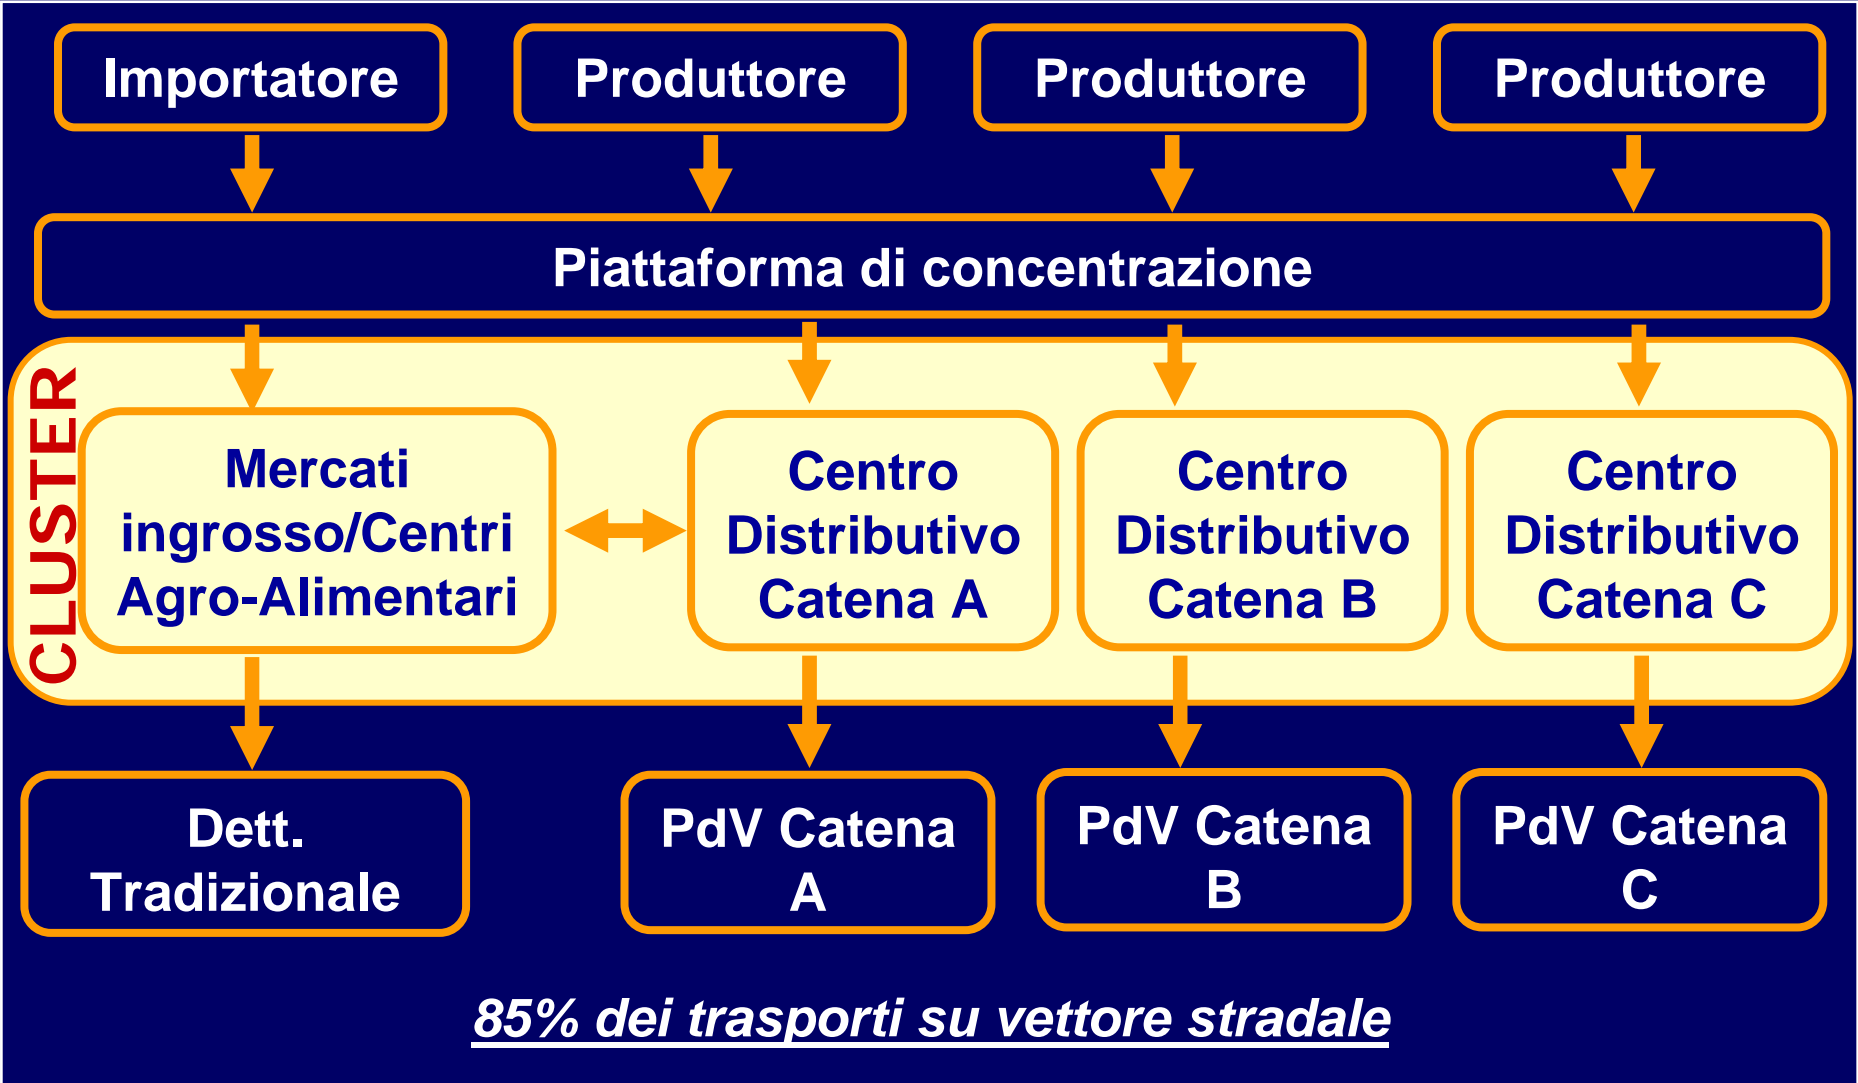 Importatore
Produttore
Produttore
Produttore
Piattaforma di concentrazione
CLUSTER
Mercati
ingrosso/Centri
Agro-Alimentari
Centro
Distributivo
Catena A
Centro
Distributivo
Catena B
Centro
Distributivo
Catena C
Dett.
Tradizionale
PdV Catena
A
PdV Catena
B
PdV Catena
C
85% dei trasporti su vettore stradale